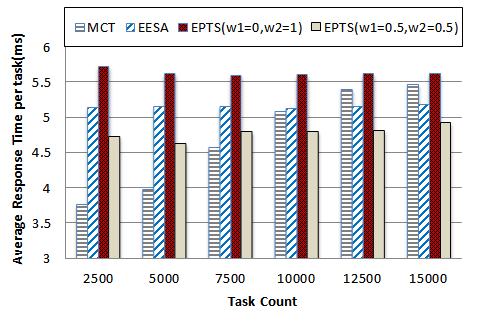 MCT EESA EPTS(w1=0,w2=1) EPTS(w1=0.5,w2=0.5)
Average Response Time per task(ms)
6
5.5
5
4.5
4
3.5
3
2500 5000 7500 10000 12500 15000
Task Count